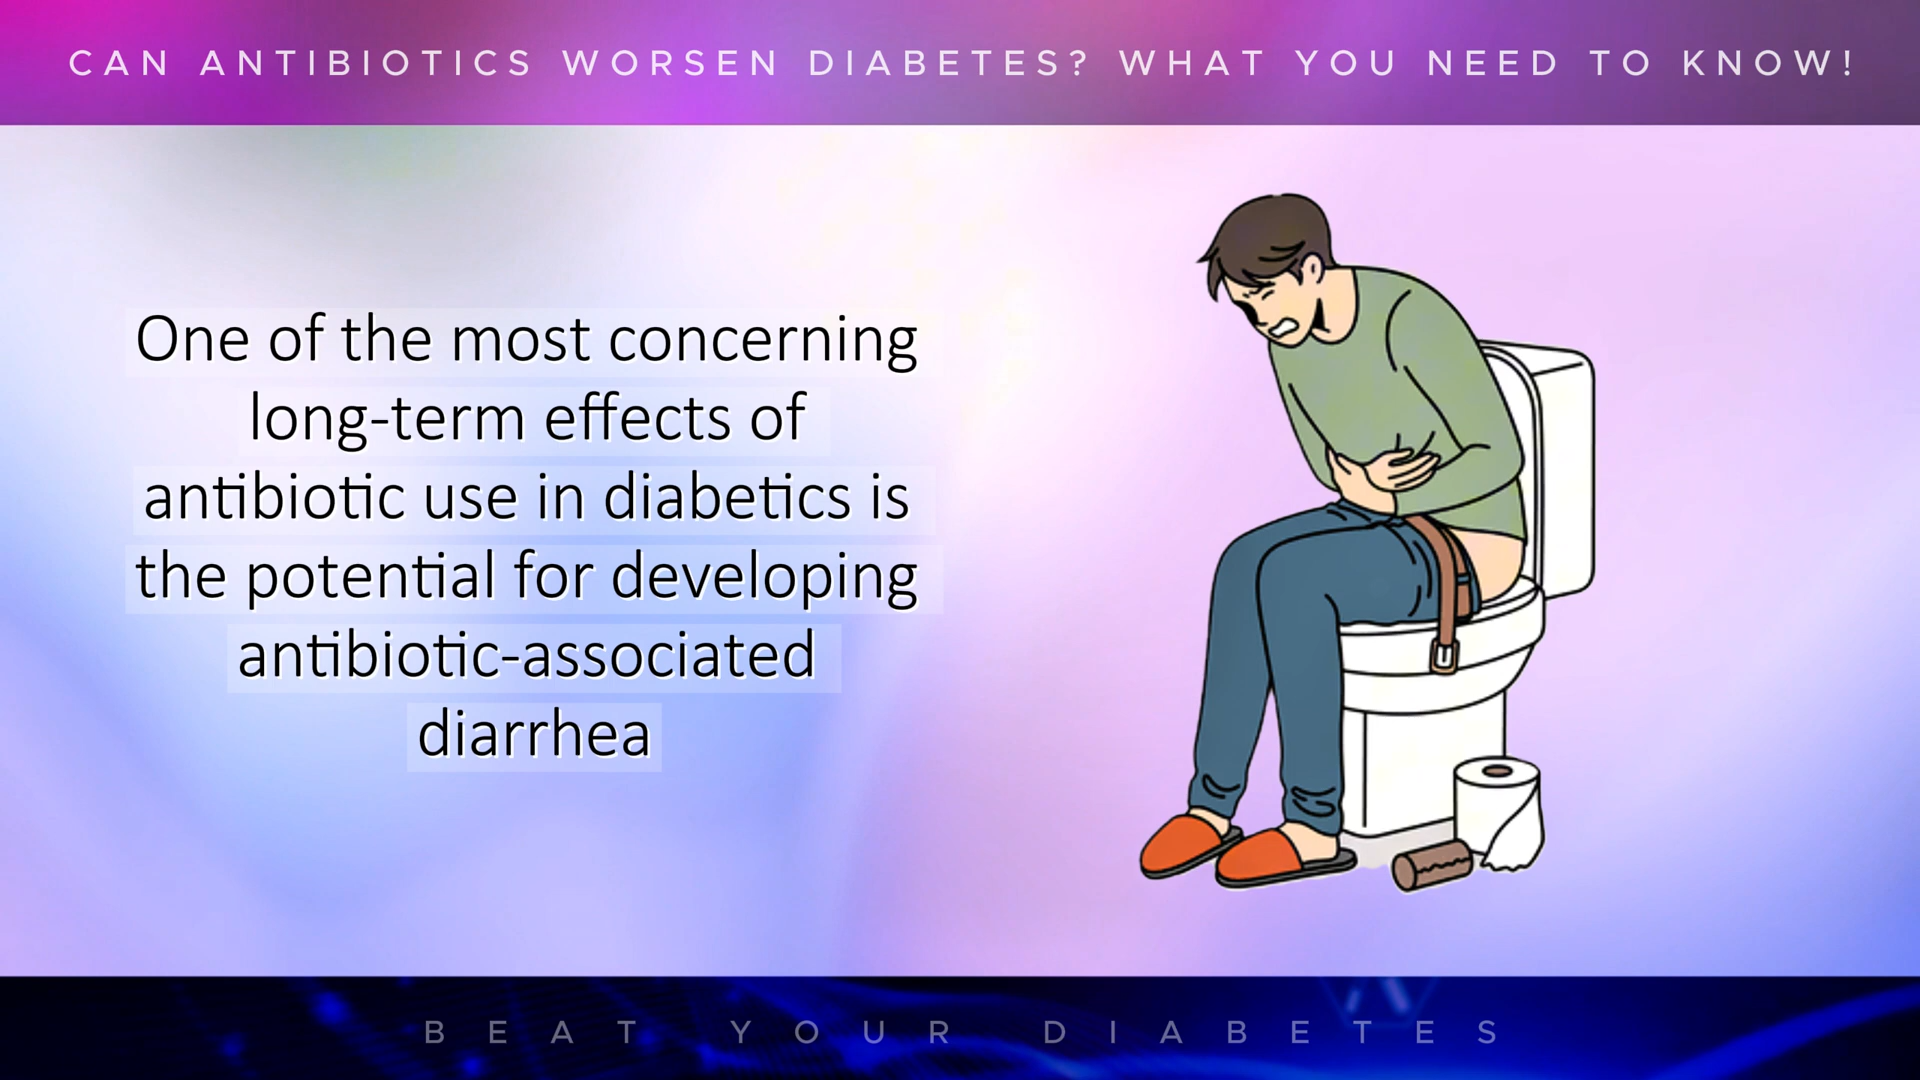 CAN ANTIBIOTICS WORSEN DIABETES? WHAT YOU NEED TO KNOW!
One of the most concerning
long-term effects of
antibiotic use in diabetics is
the potential for developing
antibiotic-associated
diarrhea
BEAT YOUR DIABETES